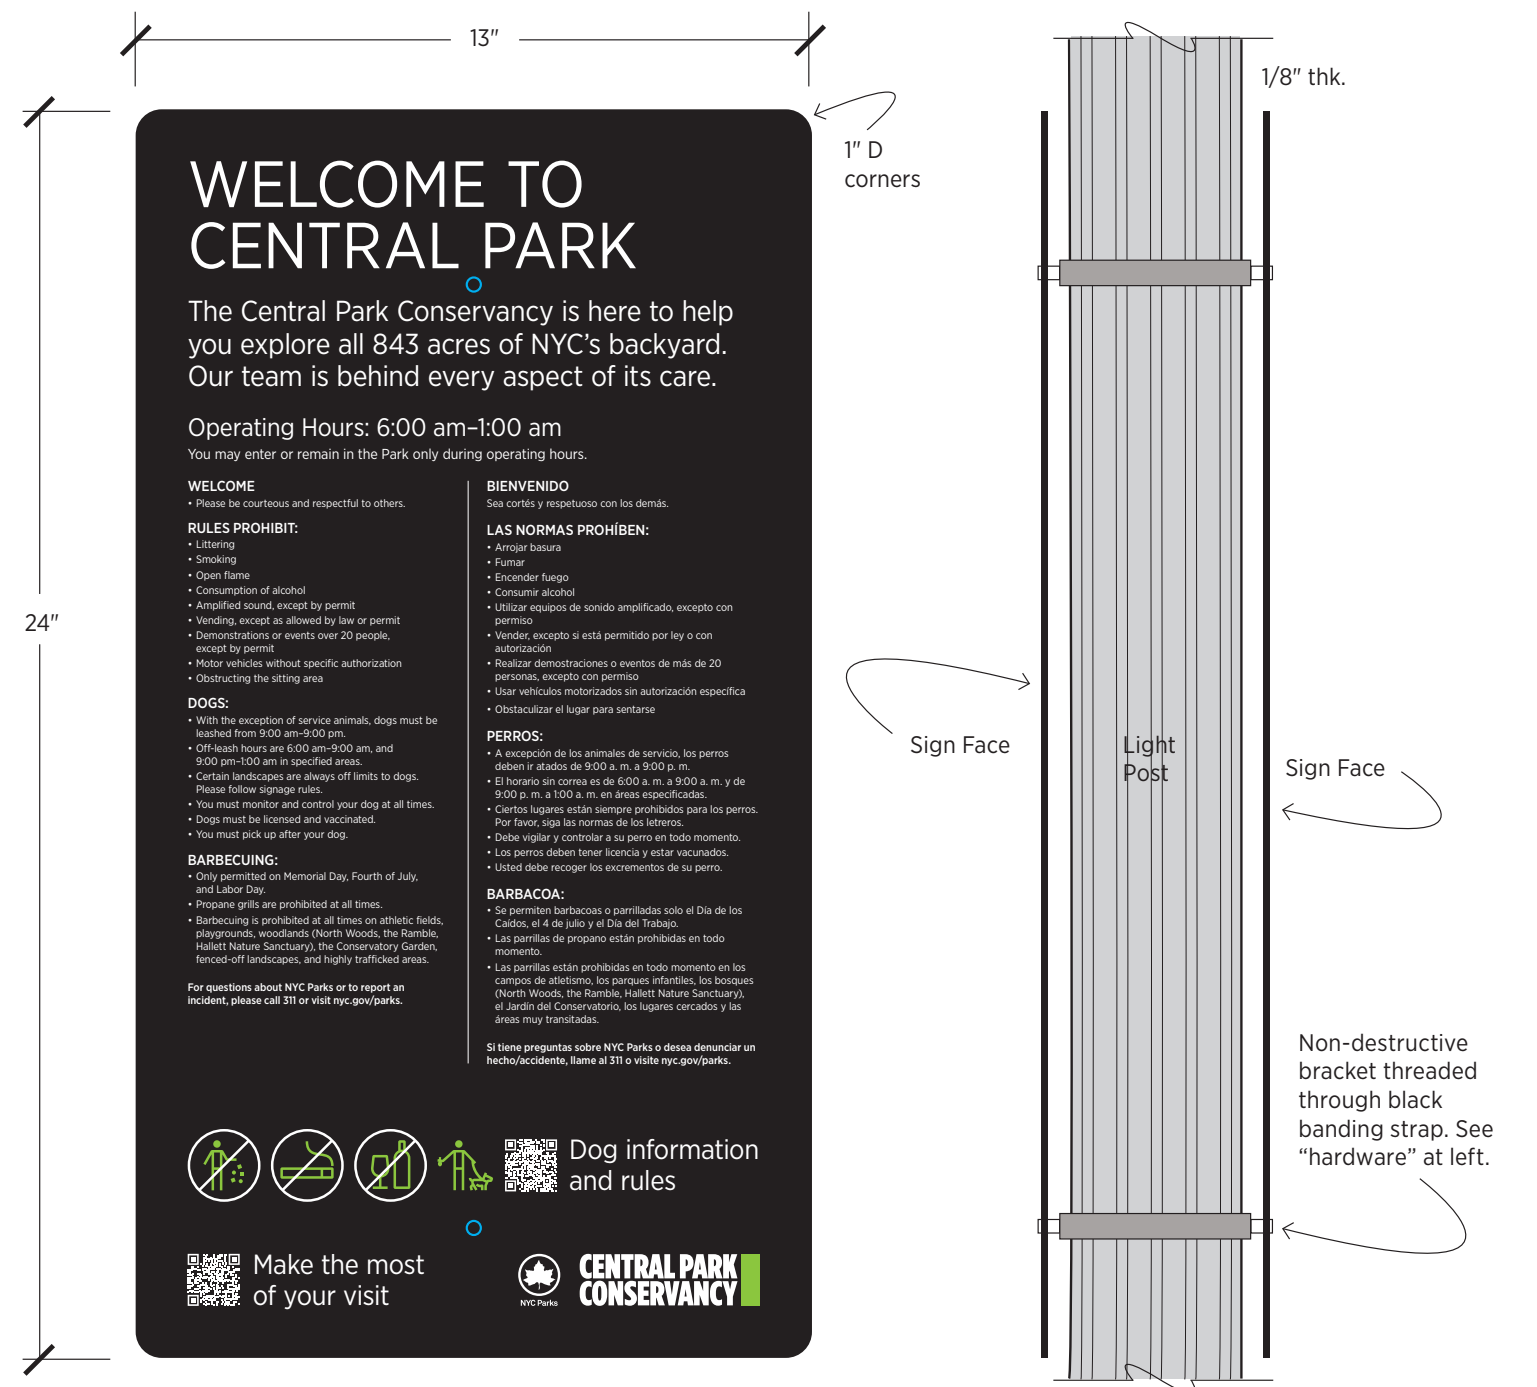 13"
1/8" thk.
1" D
corners
24"
WELCOME TO
CENTRAL PARK
The Central Park Conservancy is here to help
you explore all 843 acres of NYC’s backyard.
Our team is behind every aspect of its care.
Operating Hours: 6:00 am–1:00 am
You may enter or remain in the Park only during operating hours.
WELCOME
• Please be courteous and respectful to others.
RULES PROHIBIT:
• Littering
• Smoking
• Open flame
• Consumption of alcohol
• Amplified sound, except by permit
• Vending, except as allowed by law or permit
• Demonstrations or events over 20 people,
except by permit
• Motor vehicles without specific authorization
• Obstructing the sitting area
DOGS:
• With the exception of service animals, dogs must be
leashed from 9:00 am–9:00 pm.
• Off-leash hours are 6:00 am–9:00 am, and
9:00 pm–1:00 am in specified areas.
• Certain landscapes are always off limits to dogs.
Please follow signage rules.
• You must monitor and control your dog at all times.
• Dogs must be licensed and vaccinated.
• You must pick up after your dog.
BARBECUING:
• Only permitted on Memorial Day, Fourth of July,
and Labor Day.
• Propane grills are prohibited at all times.
• Barbecuing is prohibited at all times on athletic fields,
playgrounds, woodlands (North Woods, the Ramble,
Hallett Nature Sanctuary), the Conservatory Garden,
fenced-off landscapes, and highly trafficked areas.
For questions about NYC Parks or to report an
incident, please call 311 or visit nyc.gov/parks.
BIENVENIDO
Sea cortés y respetuoso con los demás.
LAS NORMAS PROHÍBEN:
• Arrojar basura
• Fumar
• Encender fuego
• Consumir alcohol
• Utilizar equipos de sonido amplificado, excepto con
permiso
• Vender, excepto si está permitido por ley o con
autorización
• Realizar demostraciones o eventos de más de 20
personas, excepto con permiso
• Usar vehículos motorizados sin autorización específica
• Obstaculizar el lugar para sentarse
PERROS:
• A excepción de los animales de servicio, los perros
deben ir atados de 9:00 a. m. a 9:00 p. m.
• El horario sin correa es de 6:00 a. m. a 9:00 a. m. y de
9:00 p. m. a 1:00 a. m. en áreas especificadas.
• Ciertos lugares están siempre prohibidos para los perros.
Por favor, siga las normas de los letreros.
• Debe vigilar y controlar a su perro en todo momento.
• Los perros deben tener licencia y estar vacunados.
• Usted debe recoger los excrementos de su perro.
BARBACOA:
• Se permiten barbacoas o parrilladas solo el Día de los
Caídos, el 4 de julio y el Día del Trabajo.
• Las parrillas de propano están prohibidas en todo
momento.
• Las parrillas están prohibidas en todo momento en los
campos de atletismo, los parques infantiles, los bosques
(North Woods, the Ramble, Hallett Nature Sanctuary),
el Jardín del Conservatorio, los lugares cercados y las
áreas muy transitadas.
Si tiene preguntas sobre NYC Parks o desea denunciar un
hecho/accidente, llame al 311 o visite nyc.gov/parks.
Dog information
and rules
Make the most
of your visit
NYC Parks
CENTRAL PARK
CONSERVANCY
Sign Face
Light
Post
Sign Face
Non-destructive
bracket threaded
through black
banding strap. See
“hardware” at left.